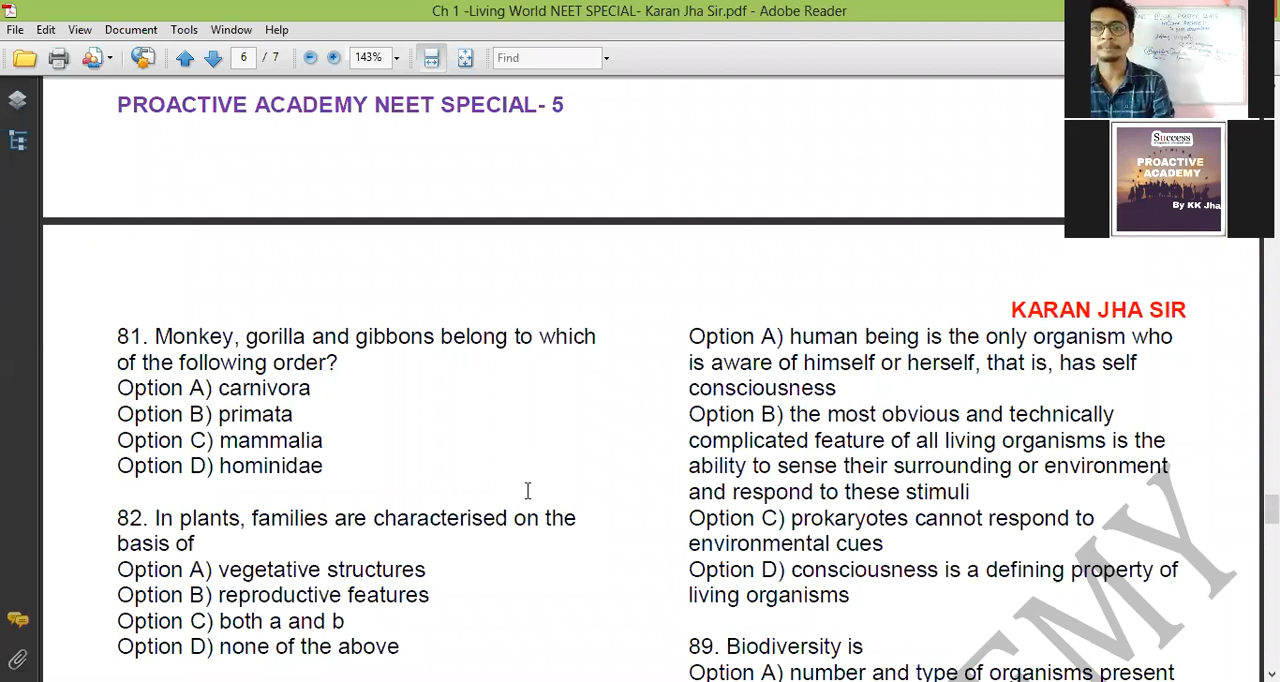 Ch 1 -Living World NEET SPECIAL- Karan Jha Sir.pdf - Adobe Reader
File Edit View Document Tools Window Help
6 / 7 143% Find
PROACTIVE ACADEMY NEET SPECIAL- 5
Success
PROACTIVE
ACADEMY
By KK Jha
KARAN JHA SIR
81. Monkey, gorilla and gibbons belong to which
of the following order?
Option A) carnivora
Option B) primata
Option C) mammalia
Option D) hominidae
82. In plants, families are characterised on the
basis of
Option A) vegetative structures
Option B) reproductive features
Option C) both a and b
Option D) none of the above
Option A) human being is the only organism who
is aware of himself or herself, that is, has self
consciousness
Option B) the most obvious and technically
complicated feature of all living organisms is the
ability to sense their surrounding or environment
and respond to these stimuli
Option C) prokaryotes cannot respond to
environmental cues
Option D) consciousness is a defining property of
living organisms
89. Biodiversity is
Option A) number and type of organisms present
EMY